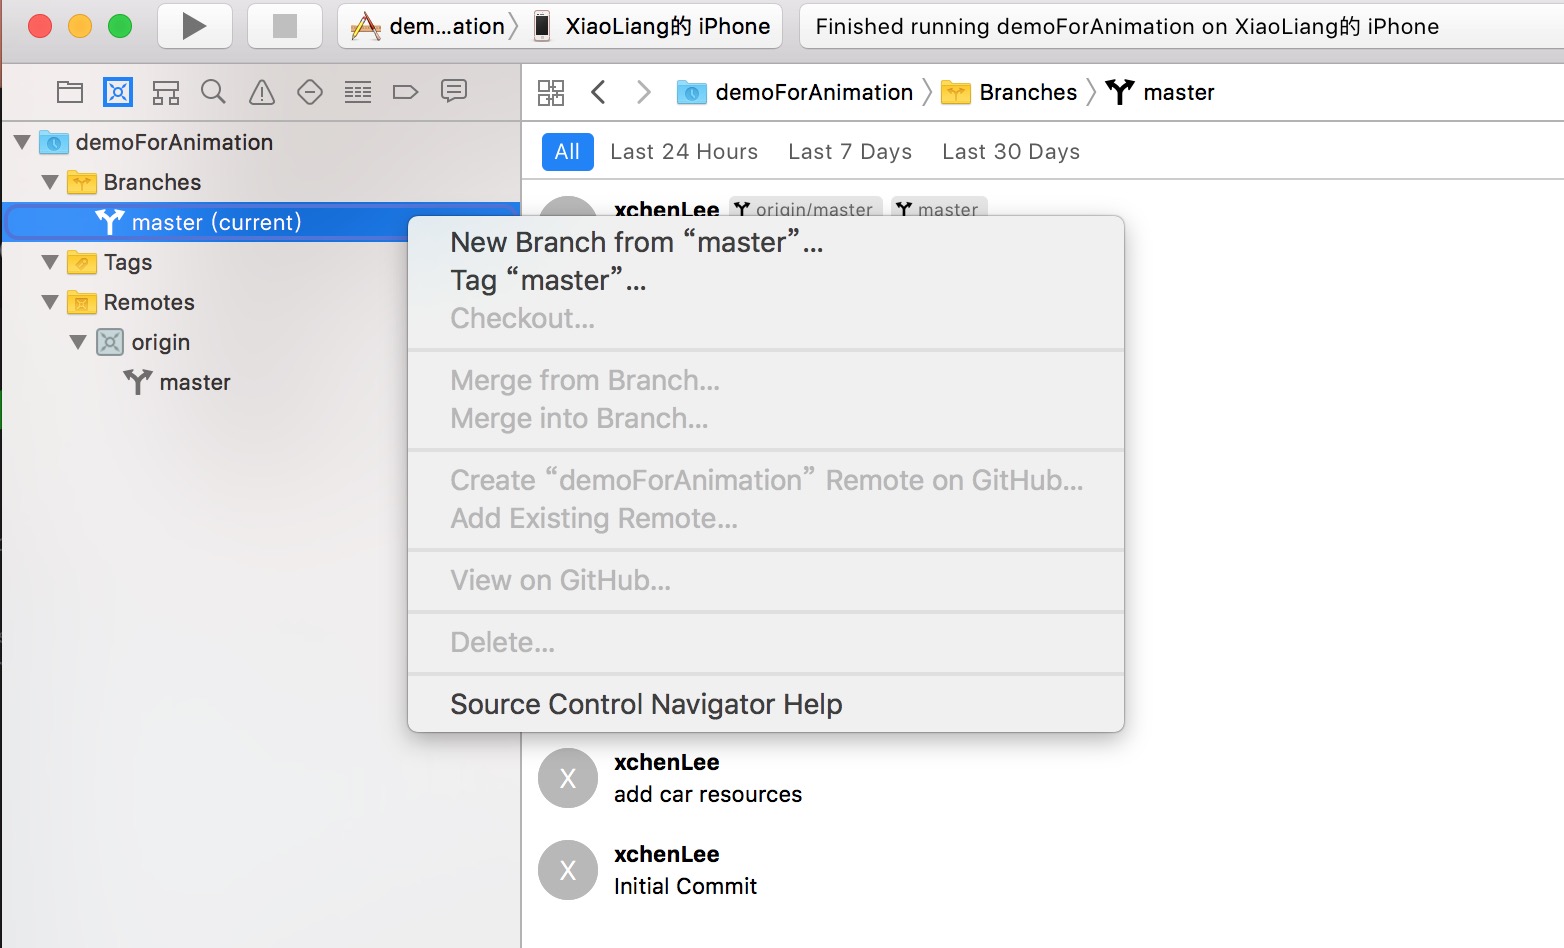 dem...ation XiaoLiang的 iPhone
Finished running demoForAnimation on XiaoLiang的 iPhone
demoForAnimation
Branches
master (current)
Tags
Remotes
origin
master
demoForAnimation Branches master
All Last 24 Hours Last 7 Days Last 30 Days
xchenLee origin/master master
New Branch from “master”...
Tag “master”...
Checkout...
Merge from Branch...
Merge into Branch...
Create “demoForAnimation” Remote on GitHub...
Add Existing Remote...
View on GitHub...
Delete...
Source Control Navigator Help
X
xchenLee
add car resources
X
xchenLee
Initial Commit